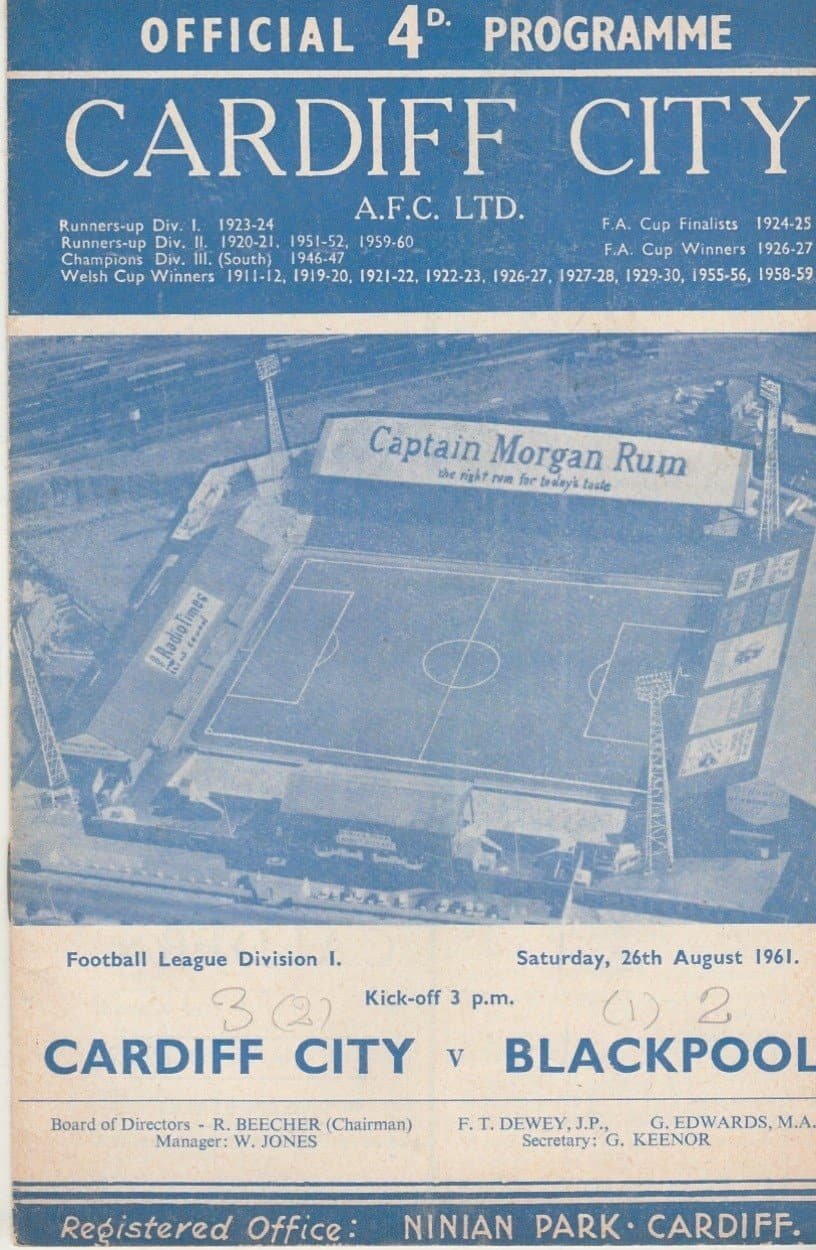 OFFICIAL 4D. PROGRAMME
CARDIFF CITY
A.F.C. LTD.
Runners-up Div. I. 1923-24
Runners-up Div. II. 1920-21, 1951-52, 1959-60
Champions Div. III. (South) 1946-47
F.A. Cup Finalists 1924-25
F.A. Cup Winners 1926-27
Welsh Cup Winners 1911-12, 1919-20, 1921-22, 1922-23, 1926-27, 1927-28, 1929-30, 1955-56, 1958-59
Captain Morgan Rum
the right rum for today's taste
RadioTimes
Football League Division I.
Saturday, 26th August 1961.
Kick-off 3 p.m.
3 (2) (1) 2
CARDIFF CITY v BLACKPOOL
Board of Directors - R. BEECHER (Chairman) F. T. DEWEY, J.P., G. EDWARDS, M.A.
Manager: W. JONES Secretary: G. KEENOR
Registered Office: NINIAN PARK · CARDIFF.